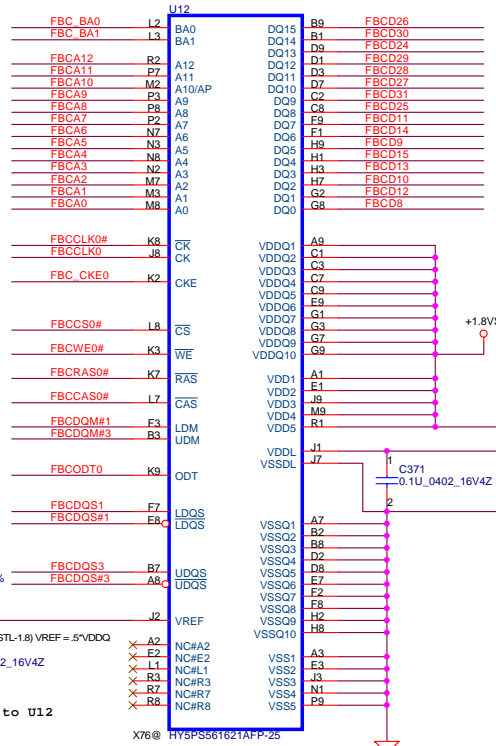 U12
FBC_BA0 L2 BA0 DQ15 B9 FBCD26
FBC_BA1 L3 BA1 DQ14 B1 FBCD30
DQ13 D9 FBCD24
FBCA12 R2 A12 DQ12 D1 FBCD29
FBCA11 P7 A11 DQ11 D3 FBCD28
FBCA10 M2 A10/AP DQ10 D7 FBCD27
FBCA9 P3 A9 DQ9 C2 FBCD31
FBCA8 P8 A8 DQ8 C8 FBCD25
FBCA7 P2 A7 DQ7 F9 FBCD11
FBCA6 N7 A6 DQ6 F1 FBCD14
FBCA5 N3 A5 DQ5 H9 FBCD9
FBCA4 N8 A4 DQ4 H1 FBCD15
FBCA3 N2 A3 DQ3 H3 FBCD13
FBCA2 M7 A2 DQ2 H7 FBCD10
FBCA1 M3 A1 DQ1 G2 FBCD12
FBCA0 M8 A0 DQ0 G8 FBCD8
FBCCLK0# K8 CK VDDQ1 A9
FBCCLK0 J8 CK VDDQ2 C1
VDDQ3 C3
FBC_CKE0 K2 CKE VDDQ4 C7
VDDQ5 C9
VDDQ6 E9
VDDQ7 G1
FBCCS0# L8 CS VDDQ8 G3
VDDQ9 G7
FBCWE0# K3 WE VDDQ10 G9
+1.8VS
FBCRAS0# K7 RAS VDD1 A1
VDD2 E1
FBCCAS0# L7 CAS VDD3 J9
VDD4 M9
FBCDQM#1 F3 LDM VDD5 R1
FBCDQM#3 B3 UDM
VDDL J1
VSSDL J7
FBCODT0 K9 ODT
1 C371
0.1U_0402_16V4Z
2
FBCDQS1 F7 LDQS VSSQ1 A7
FBCDQS#1 E8 LDQS VSSQ2 B2
VSSQ3 B8
VSSQ4 D2
FBCDQS3 B7 UDQS VSSQ5 D8
FBCDQS#3 A8 UDQS VSSQ6 E7
% VSSQ7 F2
VSSQ8 F8
J2 VREF VSSQ9 H2
VSSQ10 H8
STL-1.8) VREF = .5*VDDQ
A2 NC#A2
E2 NC#E2 VSS1 A3
2_16V4Z L1 NC#L1 VSS2 E3
R3 NC#R3 VSS3 J3
R7 NC#R7 VSS4 N1
R8 NC#R8 VSS5 P9
to U12
X76@ HY5PS561621AFP-25